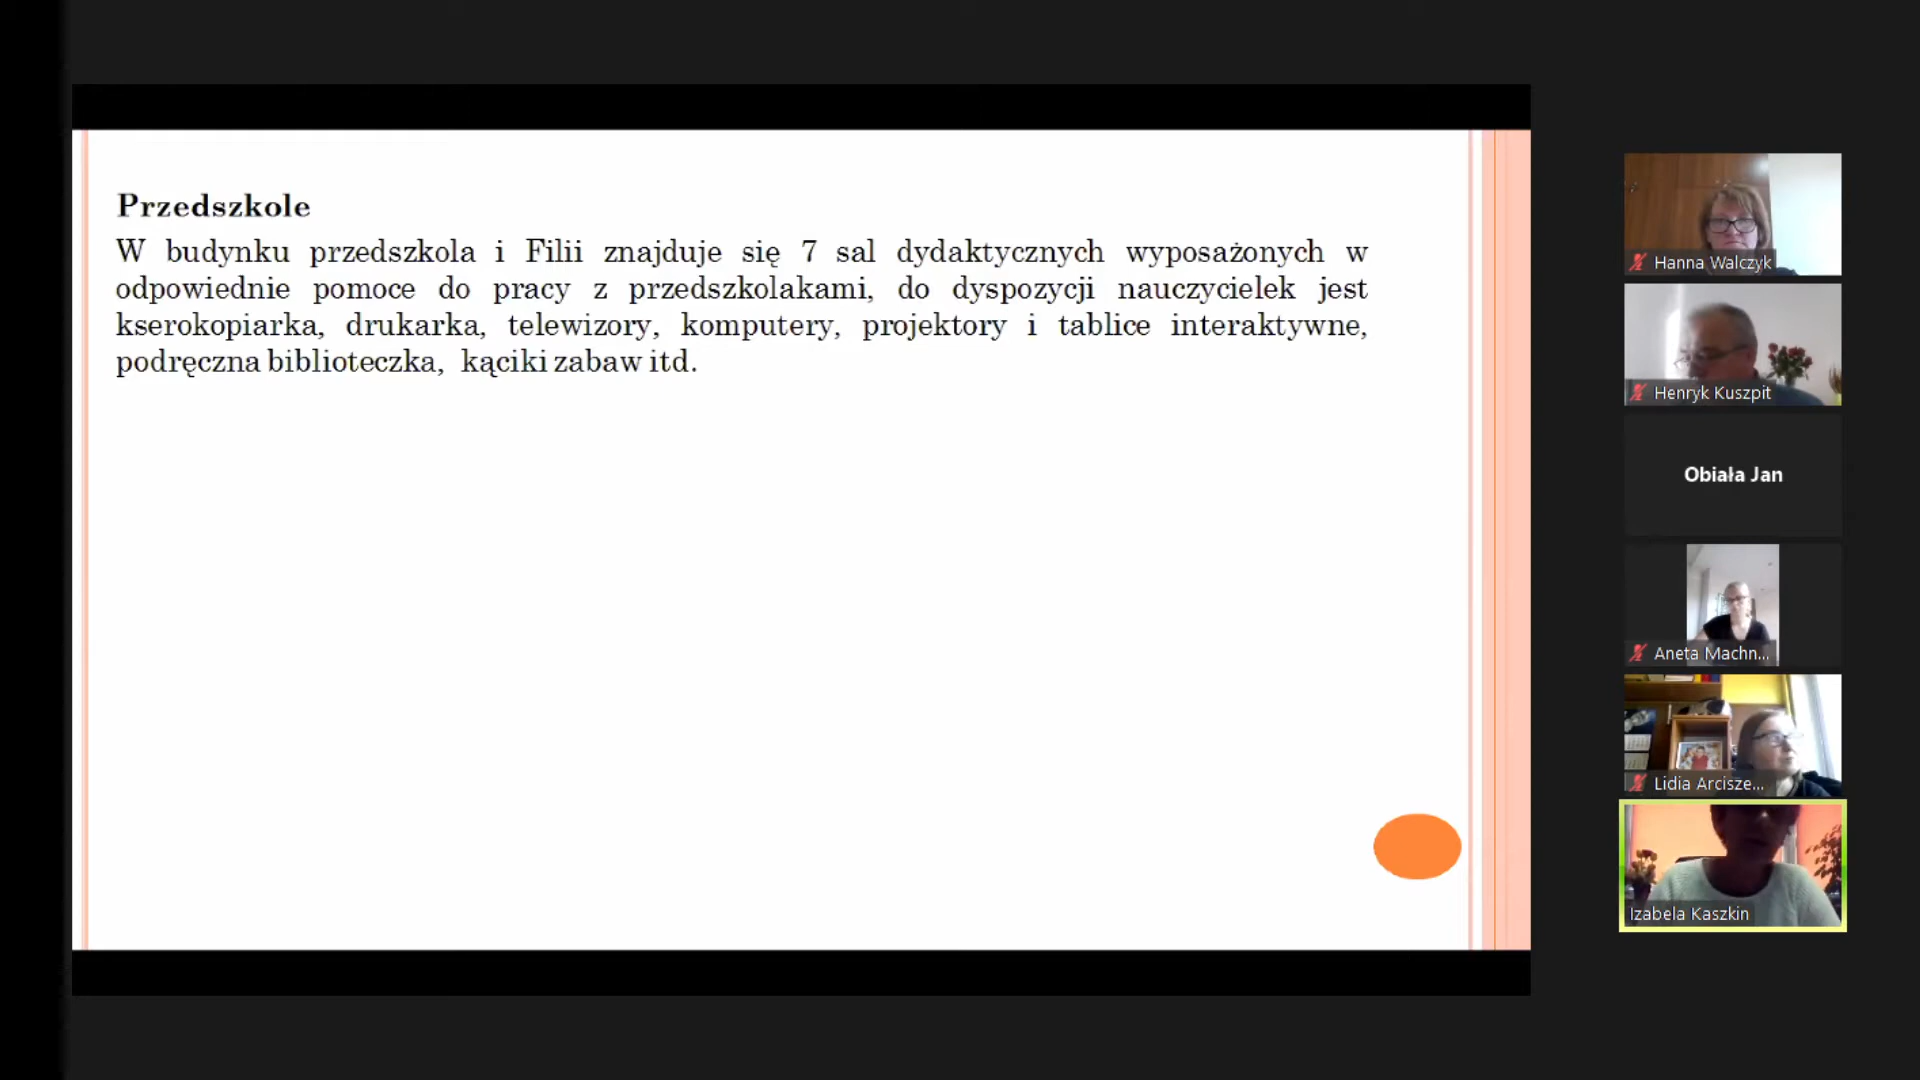 Przedszkole
W budynku przedszkola i Filii znajduje się 7 sal dydaktycznych wyposażonych w
odpowiednie pomoce do pracy z przedszkolakami, do dyspozycji nauczycielek jest
kserokopiarka, drukarka, telewizory, komputery, projektory i tablice interaktywne,
podręczna biblioteczka, kąciki zabaw itd.
Hanna Walczyk
Henryk Kuszpit
Obiała Jan
Aneta Machn...
Lidia Arcisze...
Izabela Kaszkin